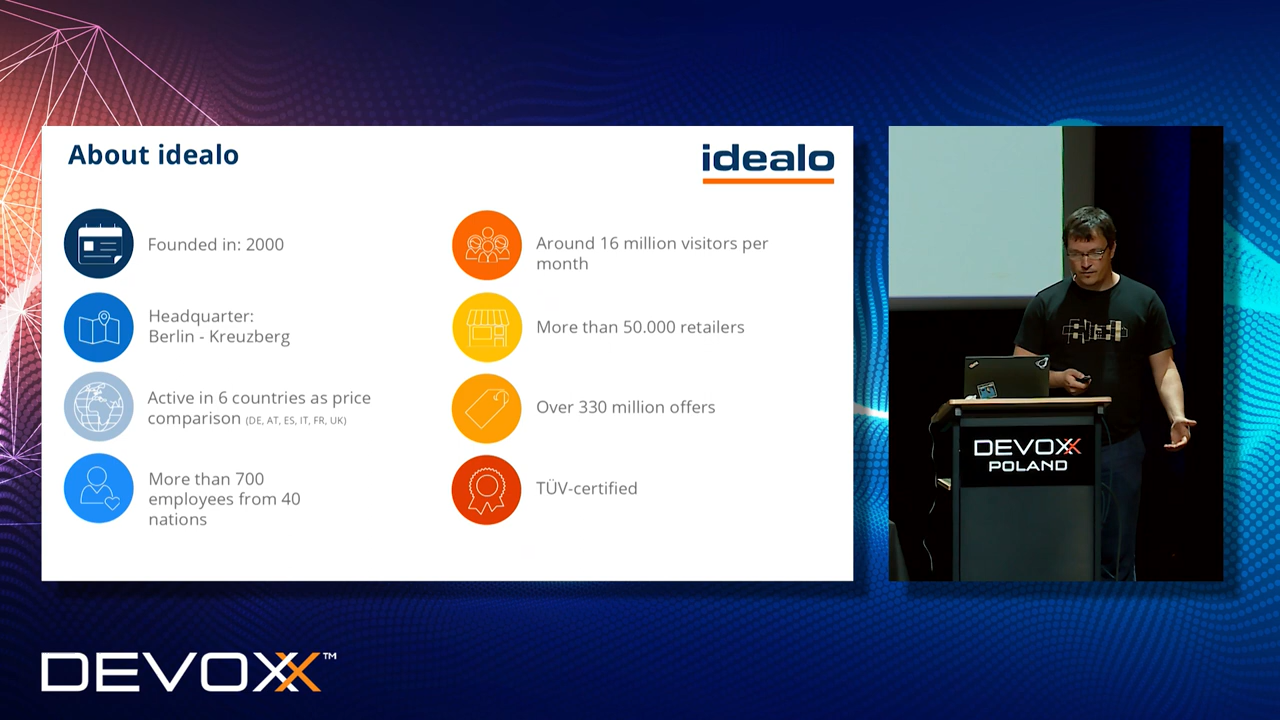 About idealo
idealo
Founded in: 2000
Headquarter:
Berlin - Kreuzberg
Active in 6 countries as price
comparison (DE, AT, ES, IT, FR, UK)
More than 700
employees from 40
nations
Around 16 million visitors per
month
More than 50.000 retailers
Over 330 million offers
TÜV-certified
DEVOXX
POLAND
DEVOXX™